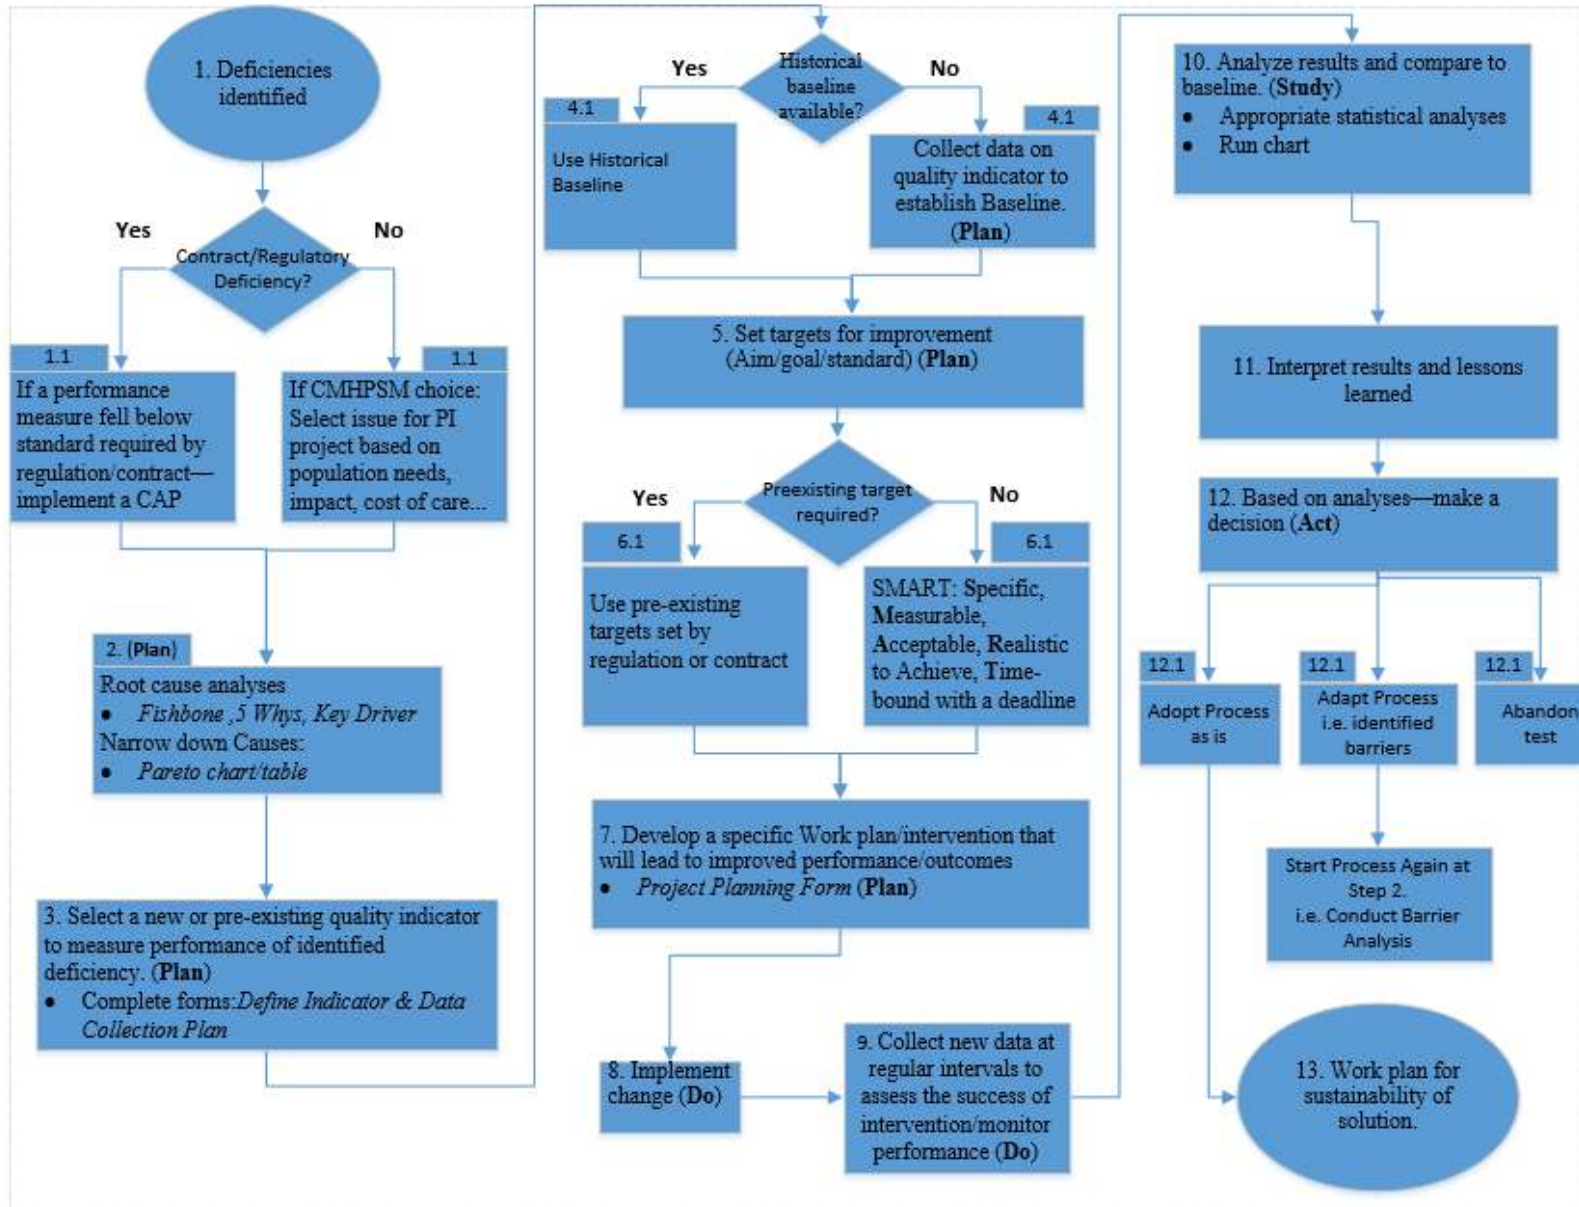 1. Deficiencies
identified
Yes
No
Contract/Regulatory
Deficiency?
1.1
If a performance
measure fell below
standard required by
regulation/contract—
implement a CAP
1.1
If CMHPSM choice:
Select issue for PI
project based on
population needs,
impact, cost of care...
2. (Plan)
Root cause analyses
● Fishbone ,5 Whys, Key Driver
Narrow down Causes:
● Pareto chart/table
3. Select a new or pre-existing quality indicator
to measure performance of identified
deficiency. (Plan)
● Complete forms:Define Indicator & Data
Collection Plan
Historical
baseline
available?
Yes
No
4.1
Use Historical
Baseline
4.1
Collect data on
quality indicator to
establish Baseline.
(Plan)
5. Set targets for improvement
(Aim/goal/standard) (Plan)
Preexisting target
required?
Yes
No
6.1
Use pre-existing
targets set by
regulation or contract
6.1
SMART: Specific,
Measurable,
Acceptable, Realistic
to Achieve, Time-
bound with a deadline
7. Develop a specific Work plan/intervention that
will lead to improved performance/outcomes
● Project Planning Form (Plan)
8. Implement
change (Do)
9. Collect new data at
regular intervals to
assess the success of
intervention/monitor
performance (Do)
10. Analyze results and compare to
baseline. (Study)
● Appropriate statistical analyses
● Run chart
11. Interpret results and lessons
learned
12. Based on analyses—make a
decision (Act)
12.1
Adopt Process
as is
12.1
Adapt Process
i.e. identified
barriers
12.1
Abandon
test
Start Process Again at
Step 2.
i.e. Conduct Barrier
Analysis
13. Work plan for
sustainability of
solution.